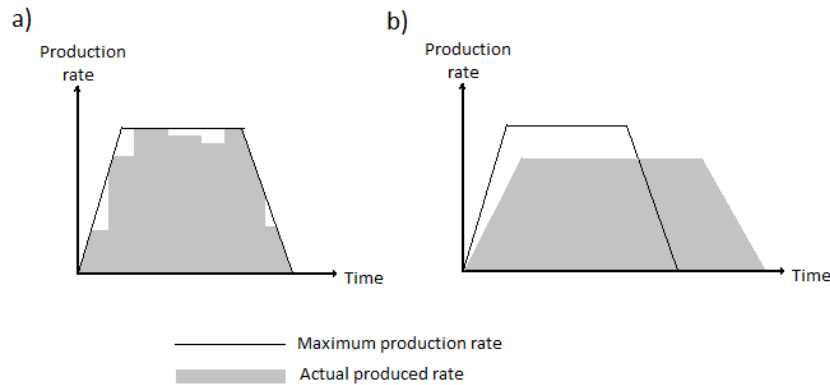 a)
Production
rate
Time
b)
Production
rate
Time
Maximum production rate
Actual produced rate